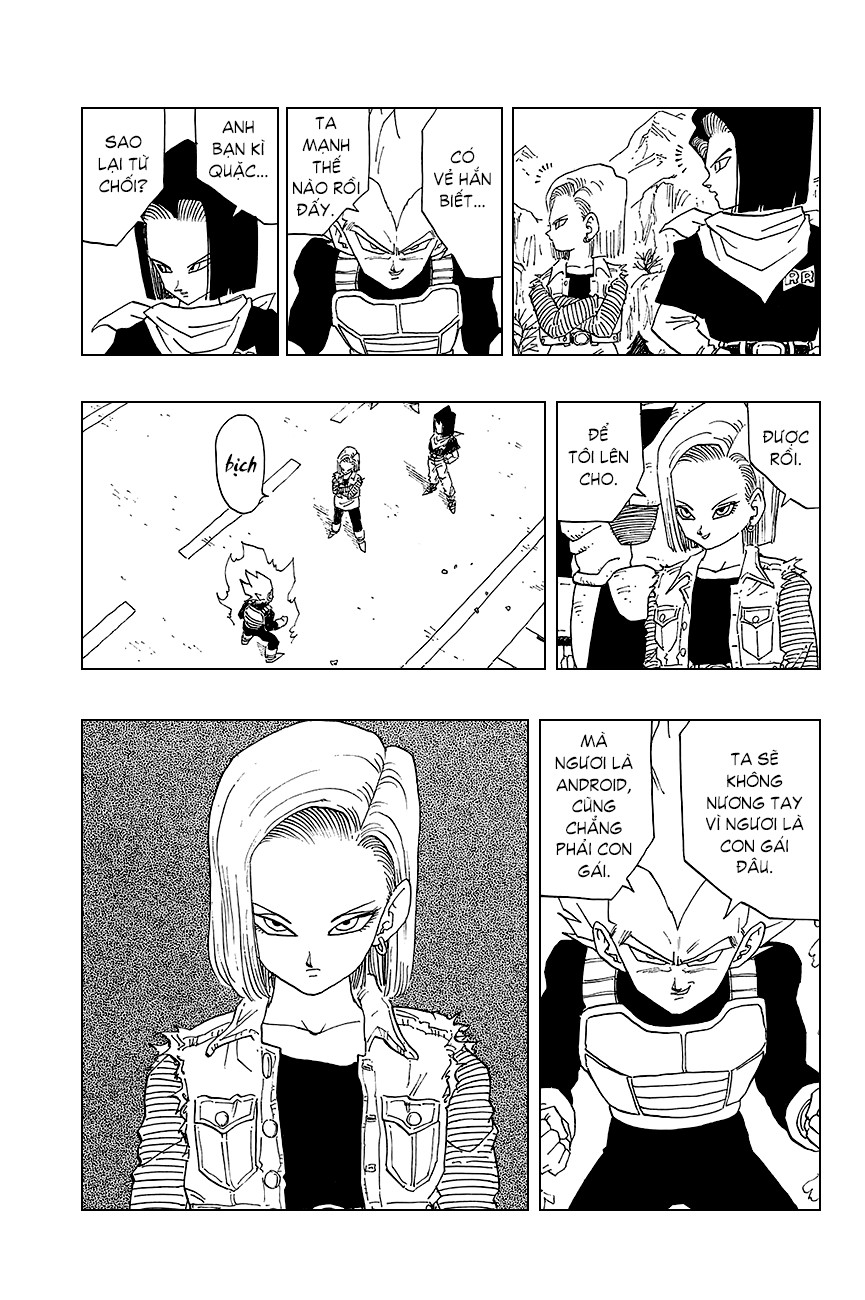 RR
CÓ
VẺ HẮN
BIẾT...
TA
MẠNH
THẾ
NÀO RỒI
ĐẤY.
ANH
BẠN KÌ
QUẶC...
SAO
LẠI TỪ
CHỐI?
ĐƯỢC
RỒI.
ĐỂ
TÔI LÊN
CHO.
bịch
TA SẼ
KHÔNG
NƯƠNG TAY
VÌ NGƯƠI LÀ
CON GÁI
ĐÂU.
MÀ
NGƯƠI LÀ
ANDROID,
CŨNG
CHẲNG
PHẢI CON
GÁI.